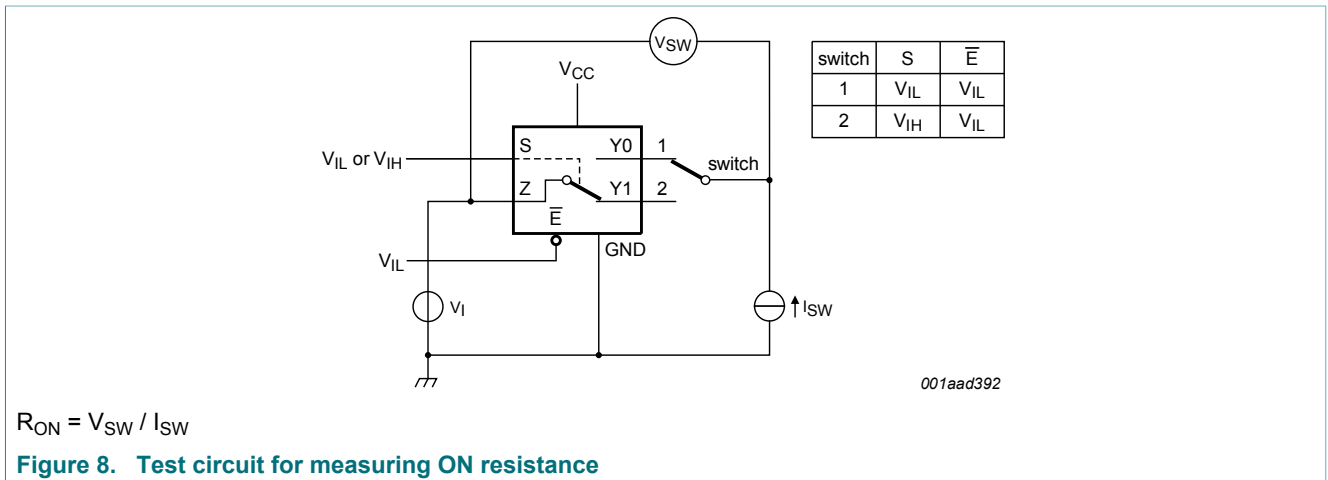 VSW
VCC
switch S E̅
1 VIL VIL
2 VIH VIL
VIL or VIH
S Y0 1
switch
Z Y1 2
E̅
GND
VIL
VI
ISW
001aad392
RON = VSW / ISW
Figure 8. Test circuit for measuring ON resistance